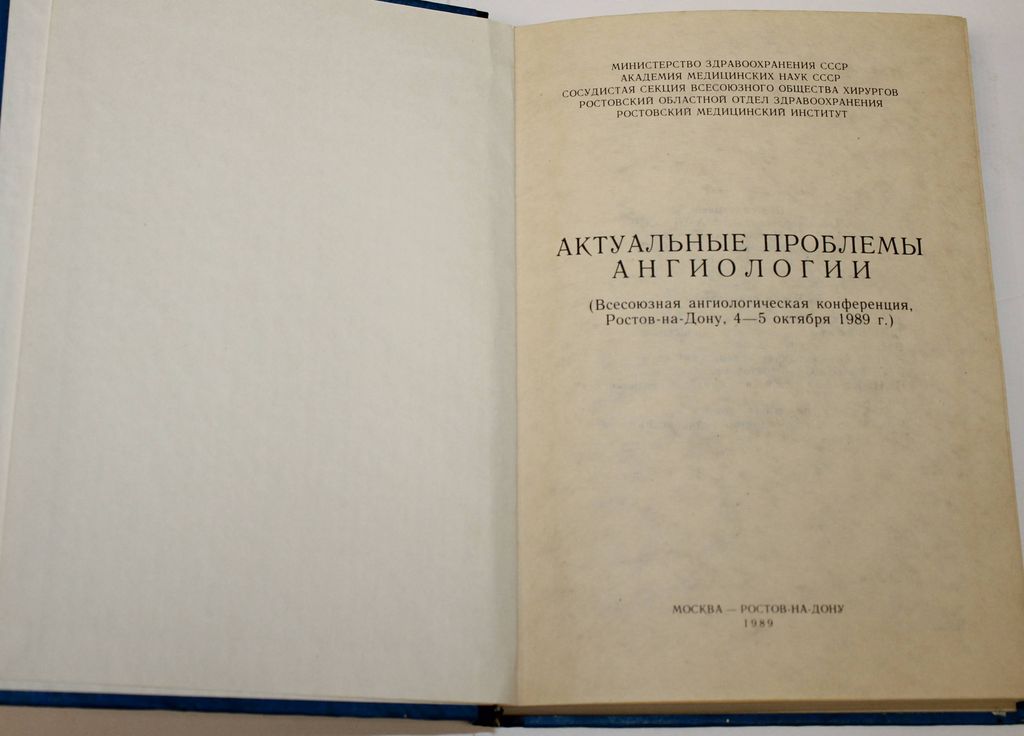 МИНИСТЕРСТВО ЗДРАВООХРАНЕНИЯ СССР
АКАДЕМИЯ МЕДИЦИНСКИХ НАУК СССР
СОСУДИСТАЯ СЕКЦИЯ ВСЕСОЮЗНОГО ОБЩЕСТВА ХИРУРГОВ
РОСТОВСКИЙ ОБЛАСТНОЙ ОТДЕЛ ЗДРАВООХРАНЕНИЯ
РОСТОВСКИЙ МЕДИЦИНСКИЙ ИНСТИТУТ
АКТУАЛЬНЫЕ ПРОБЛЕМЫ
АНГИОЛОГИИ
(Всесоюзная ангиологическая конференция,
Ростов-на-Дону, 4—5 октября 1989 г.)
МОСКВА — РОСТОВ-НА-ДОНУ
1989